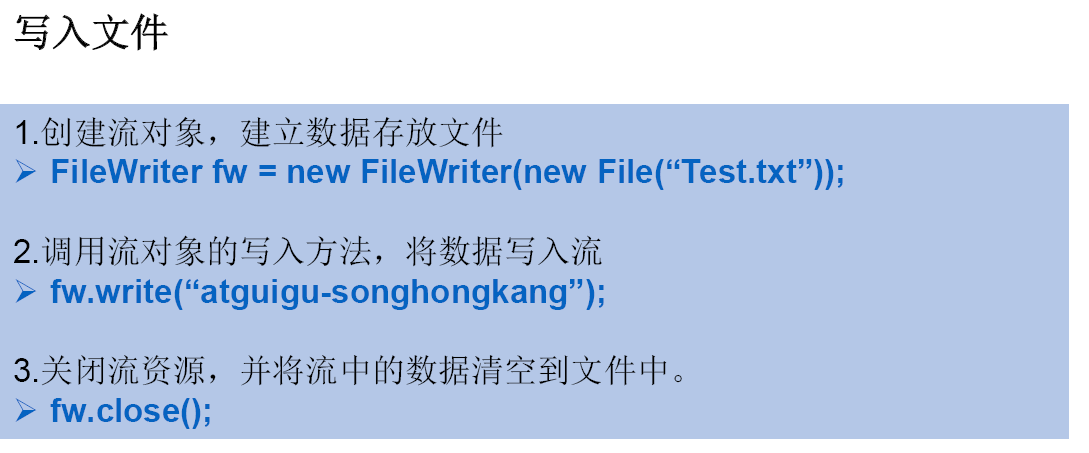 写入文件
1.创建流对象，建立数据存放文件
➢ FileWriter fw = new FileWriter(new File(“Test.txt”));
2.调用流对象的写入方法，将数据写入流
➢ fw.write(“atguigu-songhongkang”);
3.关闭流资源，并将流中的数据清空到文件中。
➢ fw.close();